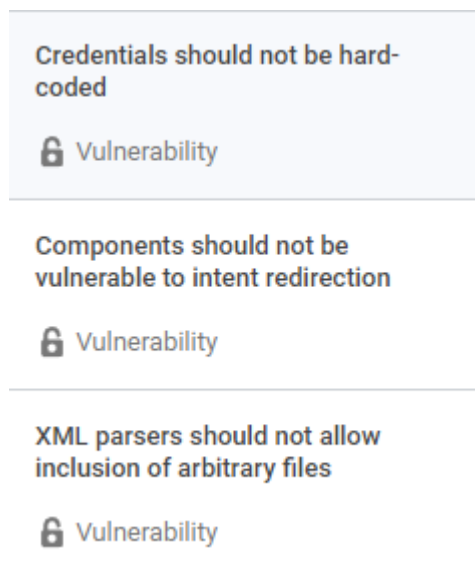 Credentials should not be hard-
coded
Vulnerability
Components should not be
vulnerable to intent redirection
Vulnerability
XML parsers should not allow
inclusion of arbitrary files
Vulnerability